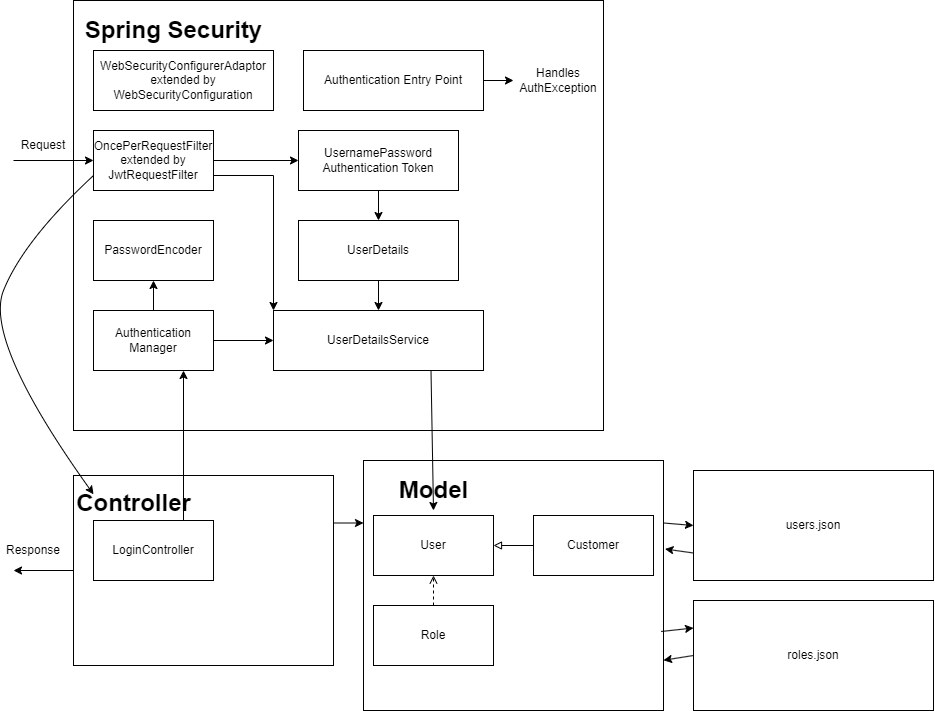 Spring Security
WebSecurityConfigurerAdaptor
extended by
WebSecurityConfiguration
Authentication Entry Point
Handles
AuthException
Request
OncePerRequestFilter
extended by
JwtRequestFilter
UsernamePassword
Authentication Token
PasswordEncoder
UserDetails
Authentication
Manager
UserDetailsService
Controller
LoginController
Response
Model
User
Customer
Role
users.json
roles.json